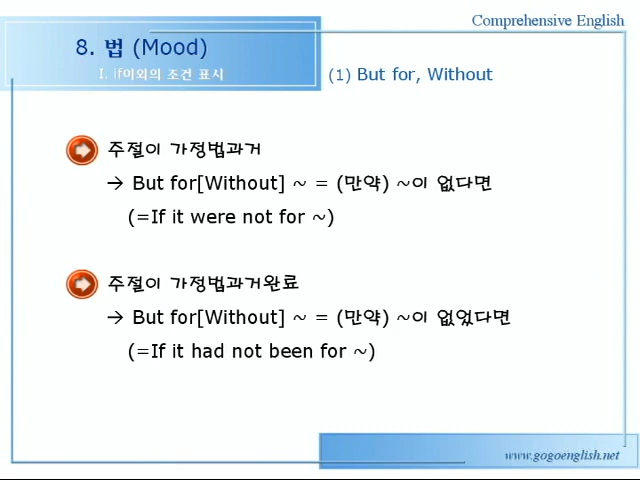 Comprehensive English
8. 법 (Mood)
I. if이외의 조건 표시
(1) But for, Without
주절이 가정법과거
→ But for[Without] ~ = (만약) ~이 없다면
(=If it were not for ~)
주절이 가정법과거완료
→ But for[Without] ~ = (만약) ~이 없었다면
(=If it had not been for ~)
www.gogoenglish.net